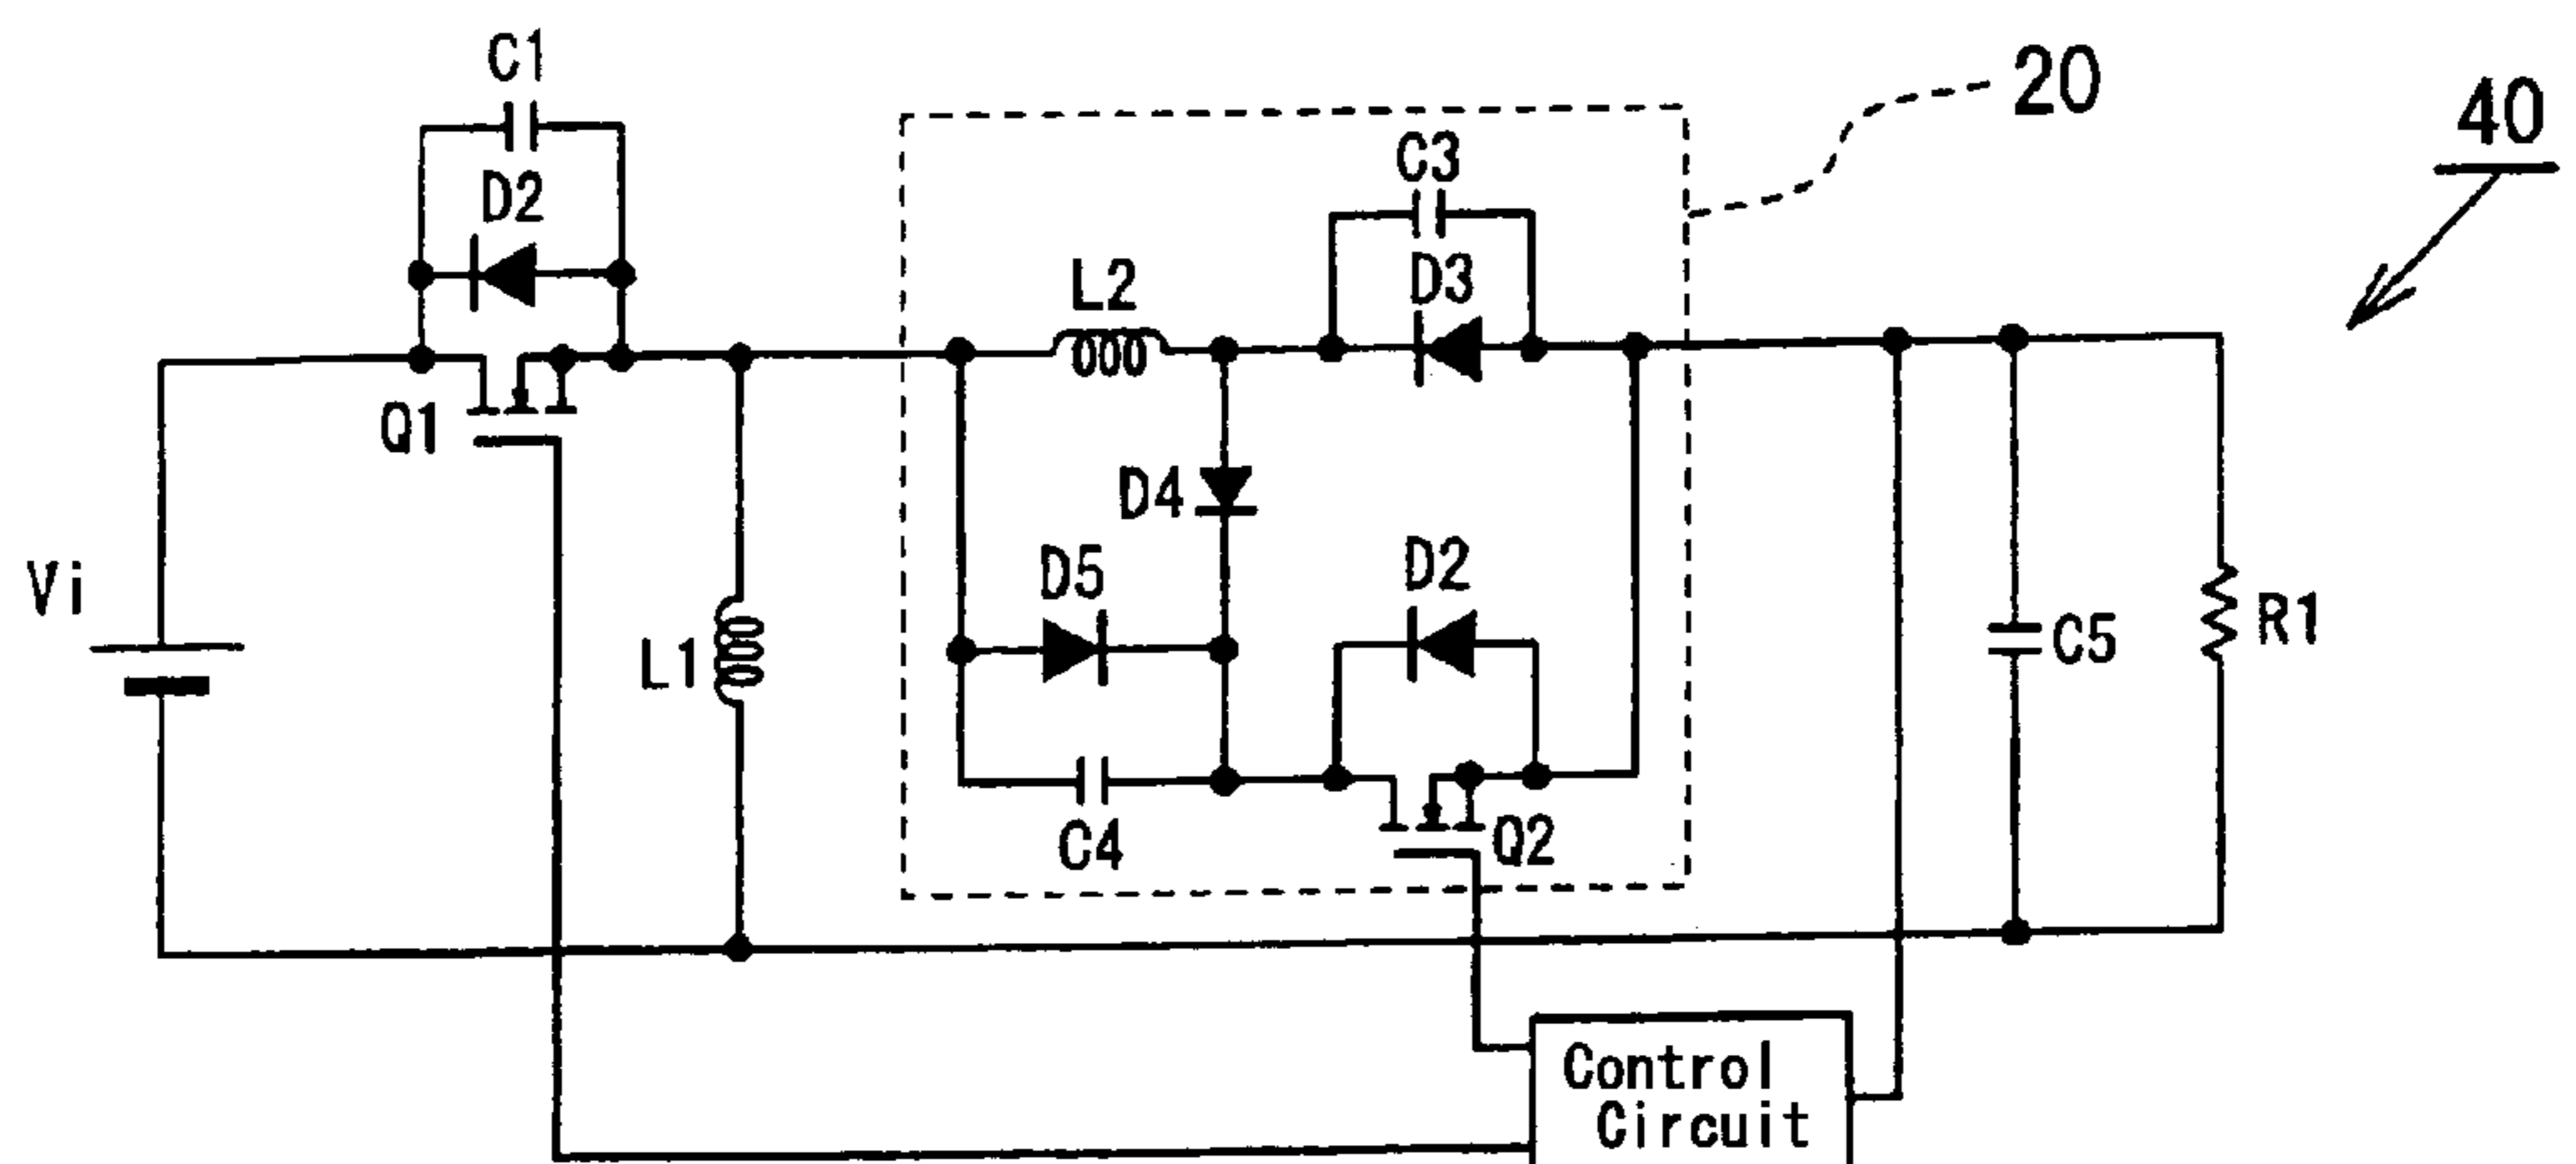 C1
20
40
D2
C3
L2
D3
Q1
D4
D5
D2
Vi
L1
C5
R1
C4
Q2
Control
Circuit